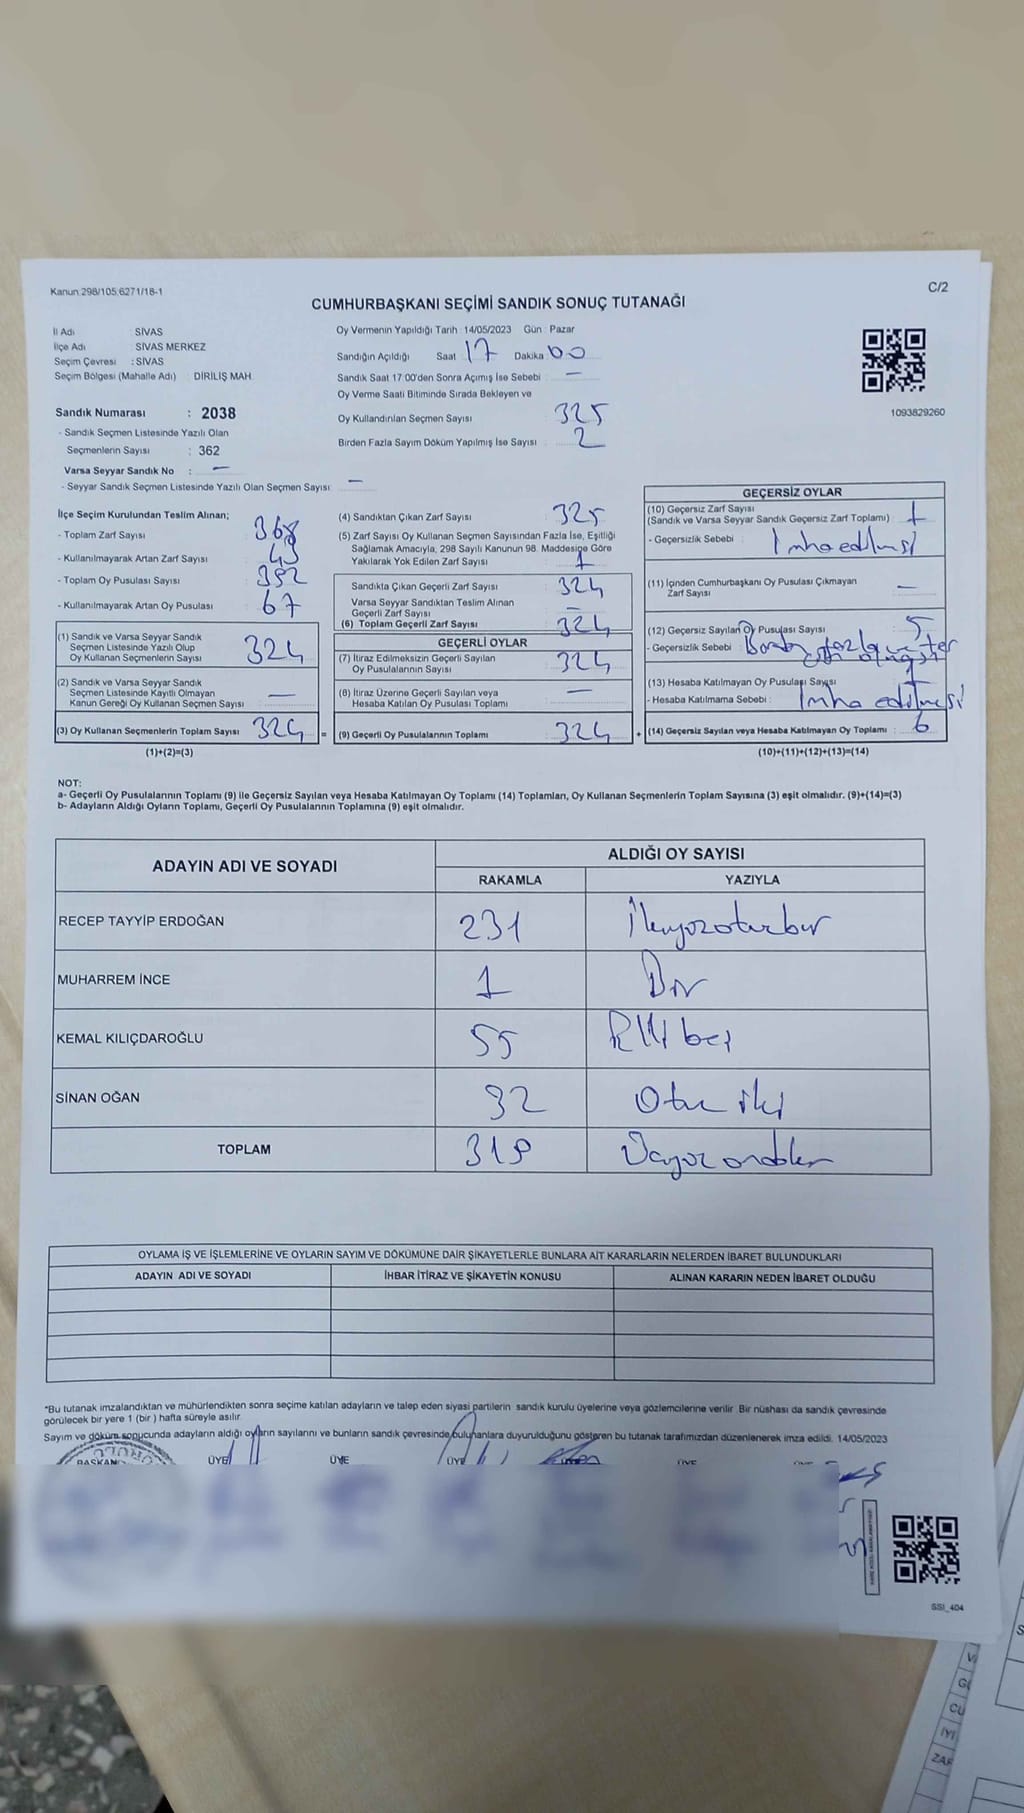 Kanun:298/105;6271/18-1
C/2
CUMHURBAŞKANI SEÇİMİ SANDIK SONUÇ TUTANAĞI
İl Adı SİVAS
İlçe Adı SİVAS MERKEZ
Seçim Çevresi : SİVAS
Seçim Bölgesi (Mahalle Adı) : DİRİLİŞ MAH.
Sandık Numarası : 2038
- Sandık Seçmen Listesinde Yazılı Olan
Seçmenlerin Sayısı : 362
Varsa Seyyar Sandık No : —
- Seyyar Sandık Seçmen Listesinde Yazılı Olan Seçmen Sayısı: —
Oy Vermenin Yapıldığı Tarih : 14/05/2023 Gün : Pazar
Sandığın Açıldığı Saat : 17 Dakika : 00
Sandık Saat 17:00'den Sonra Açımış İse Sebebi : —
Oy Verme Saati Bitiminde Sırada Bekleyen ve
Oy Kullandırılan Seçmen Sayısı : 325
Birden Fazla Sayım Döküm Yapılmış İse Sayısı : 2
1093829260
İlçe Seçim Kurulundan Teslim Alınan;
- Toplam Zarf Sayısı : 368
- Kullanılmayarak Artan Zarf Sayısı : 43
- Toplam Oy Pusulası Sayısı : 392
- Kullanılmayarak Artan Oy Pusulası : 67
(1) Sandık ve Varsa Seyyar Sandık
Seçmen Listesinde Yazılı Olup
Oy Kullanan Seçmenlerin Sayısı : 324
(2) Sandık ve Varsa Seyyar Sandık
Seçmen Listesinde Kayıtlı Olmayan
Kanun Gereği Oy Kullanan Seçmen Sayısı : —
(3) Oy Kullanan Seçmenlerin Toplam Sayısı : 324 =
(1)+(2)=(3)
(4) Sandıktan Çıkan Zarf Sayısı : 325
(5) Zarf Sayısı Oy Kullanan Seçmen Sayısından Fazla İse, Eşitliği
Sağlamak Amacıyla, 298 Sayılı Kanunun 98. Maddesine Göre
Yakılarak Yok Edilen Zarf Sayısı : 1
Sandıkta Çıkan Geçerli Zarf Sayısı : 324
Varsa Seyyar Sandıktan Teslim Alınan
Geçerli Zarf Sayısı : —
(6) Toplam Geçerli Zarf Sayısı : 324
GEÇERLİ OYLAR
(7) İtiraz Edilmeksizin Geçerli Sayılan
Oy Pusulalarının Sayısı : 324
(8) İtiraz Üzerine Geçerli Sayılan veya
Hesaba Katılan Oy Pusulası Toplamı : —
(9) Geçerli Oy Pusulalarının Toplamı : 324 +
GEÇERSİZ OYLAR
(10) Geçersiz Zarf Sayısı
(Sandık ve Varsa Seyyar Sandık Geçersiz Zarf Toplamı) : 1
- Geçersizlik Sebebi : İmha edilmesi
(11) İçinden Cumhurbaşkanı Oy Pusulası Çıkmayan
Zarf Sayısı : —
(12) Geçersiz Sayılan Oy Pusulası Sayısı : 5
- Geçersizlik Sebebi :
(13) Hesaba Katılmayan Oy Pusulası Sayısı : 1
- Hesaba Katılmama Sebebi : İmha edilmesi
(14) Geçersiz Sayılan veya Hesaba Katılmayan Oy Toplamı : 6
(10)+(11)+(12)+(13)=(14)
NOT:
a- Geçerli Oy Pusulalarının Toplamı (9) ile Geçersiz Sayılan veya Hesaba Katılmayan Oy Toplamı (14) Toplamları, Oy Kullanan Seçmenlerin Toplam Sayısına (3) eşit olmalıdır. (9)+(14)=(3)
b- Adayların Aldığı Oyların Toplamı, Geçerli Oy Pusulalarının Toplamına (9) eşit olmalıdır.
ADAYIN ADI VE SOYADI
ALDIĞI OY SAYISI
RAKAMLA YAZIYLA
RECEP TAYYİP ERDOĞAN 231 İkiyüzotuzbir
MUHARREM İNCE 1 Bir
KEMAL KILIÇDAROĞLU 55 Elli beş
SİNAN OĞAN 32 Otuz iki
TOPLAM 319 Üçyüz ondokuz
OYLAMA İŞ VE İŞLEMLERİNE VE OYLARIN SAYIM VE DÖKÜMÜNE DAİR ŞİKAYETLERLE BUNLARA AİT KARARLARIN NELERDEN İBARET BULUNDUKLARI
ADAYIN ADI VE SOYADI İHBAR İTİRAZ VE ŞİKAYETİN KONUSU ALINAN KARARIN NEDEN İBARET OLDUĞU
*Bu tutanak imzalandıktan ve mühürlendikten sonra seçime katılan adayların ve talep eden siyasi partilerin sandık kurulu üyelerine veya gözlemcilerine verilir. Bir nüshası da sandık çevresinde
görülecek bir yere 1 (bir ) hafta süreyle asılır.
Sayım ve döküm sonucunda adayların aldığı oyların sayılarını ve bunların sandık çevresinde bulunanlara duyurulduğunu gösteren bu tutanak tarafımızdan düzenlenerek imza edildi. 14/05/2023
BAŞKAN ÜYE ÜYE ÜYE ÜYE
SSI_404
ZAR